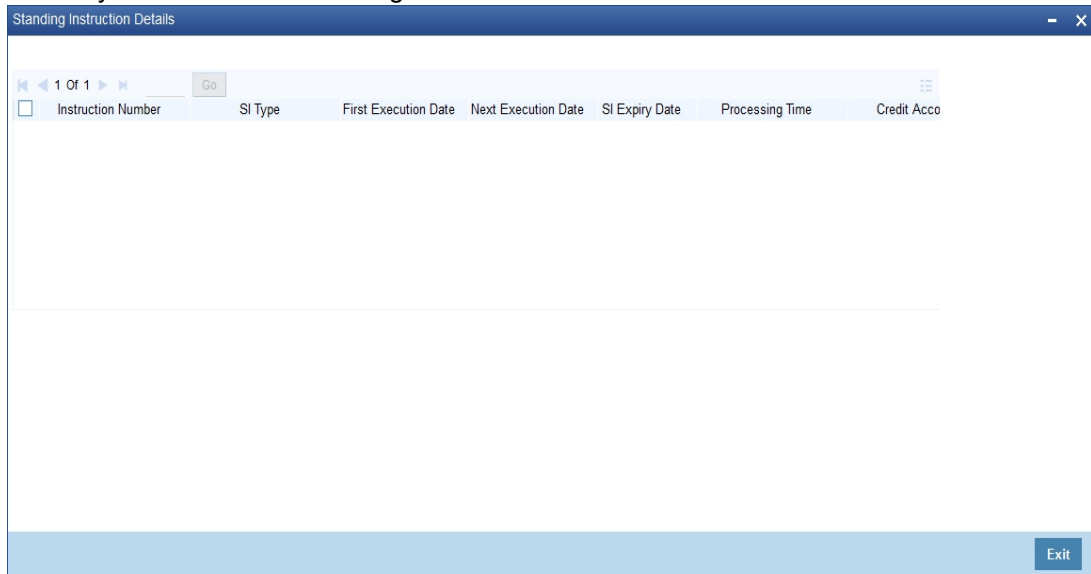 Standing Instruction Details
1 Of 1 Go
Instruction Number SI Type First Execution Date Next Execution Date SI Expiry Date Processing Time Credit Acco
Exit